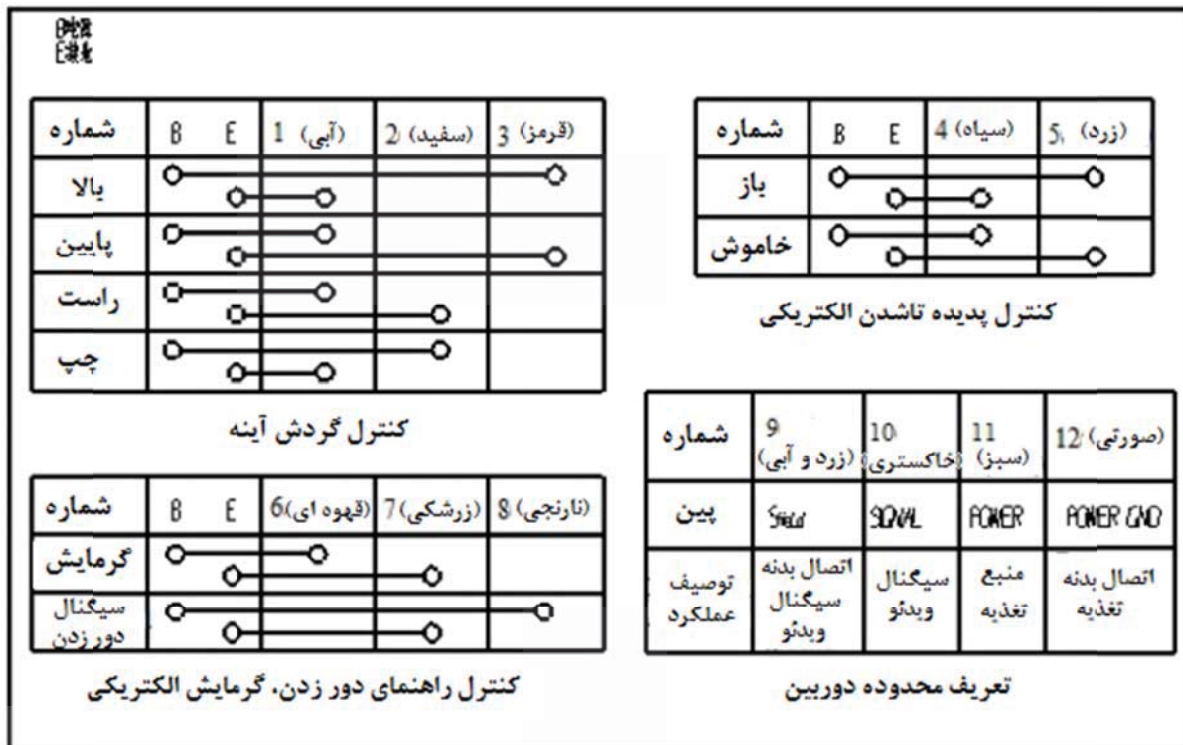 شماره B E 1 (آبی) 2 (سفید) 3 (قرمز)
بالا
پایین
راست
چپ
کنترل گردش آینه
شماره B E 4 (سیاه) 5 (زرد)
باز
خاموش
کنترل پدیده تاشدن الکتریکی
شماره B E 6 (قهوه ای) 7 (زرشکی) 8 (نارنجی)
گرمایش
سیگنال
دور زدن
کنترل راهنمای دور زدن، گرمایش الکتریکی
شماره 9 (زرد و آبی) 10 (خاکستری) 11 (سبز) 12 (صورتی)
پین SIGNAL POWER POWER GND
توصیف عملکرد
اتصال بدنه سیگنال ویدئو
سیگنال ویدئو
منبع تغذیه
اتصال بدنه تغذیه
تعریف محدوده دوربین